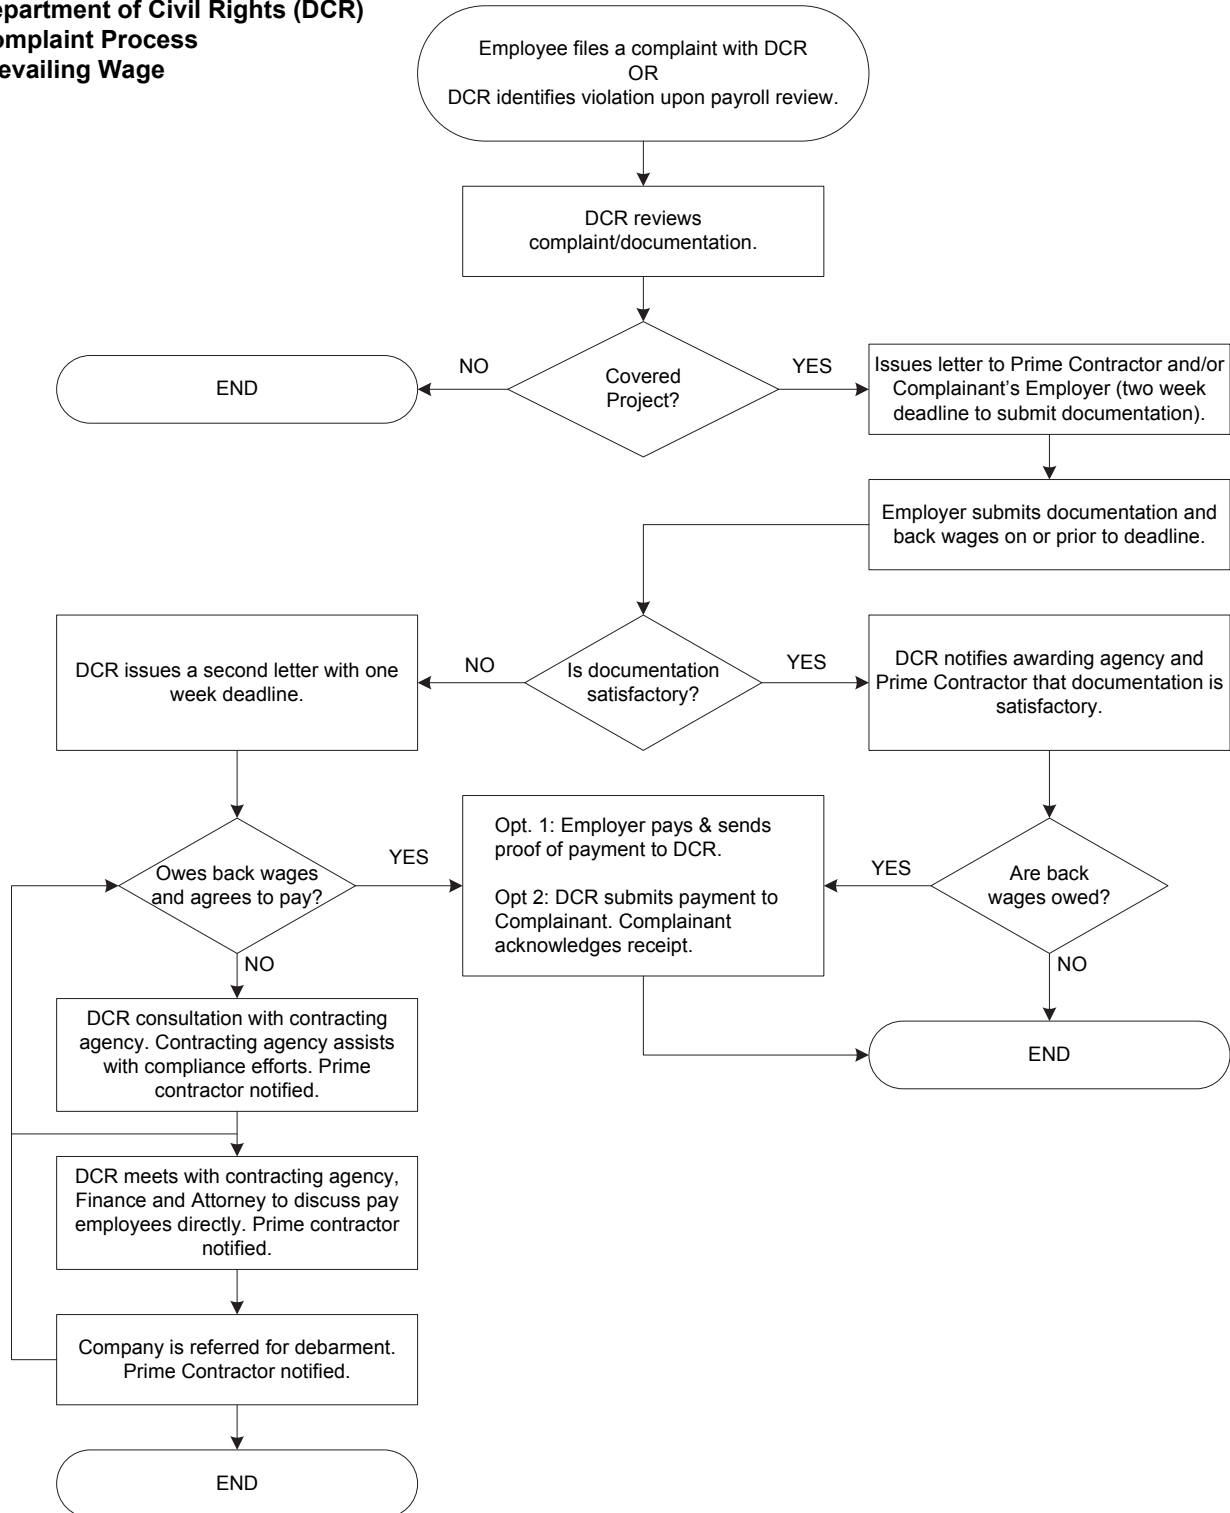 epartment of Civil Rights (DCR)
omplaint Process
evailing Wage
Employee files a complaint with DCR
OR
DCR identifies violation upon payroll review.
DCR reviews
complaint/documentation.
Covered
Project?
NO
YES
END
Issues letter to Prime Contractor and/or
Complainant's Employer (two week
deadline to submit documentation).
Employer submits documentation and
back wages on or prior to deadline.
Is documentation
satisfactory?
NO
YES
DCR issues a second letter with one
week deadline.
DCR notifies awarding agency and
Prime Contractor that documentation is
satisfactory.
Owes back wages
and agrees to pay?
YES
NO
Opt. 1: Employer pays & sends
proof of payment to DCR.
Opt 2: DCR submits payment to
Complainant. Complainant
acknowledges receipt.
YES
Are back
wages owed?
NO
END
DCR consultation with contracting
agency. Contracting agency assists
with compliance efforts. Prime
contractor notified.
DCR meets with contracting agency,
Finance and Attorney to discuss pay
employees directly. Prime contractor
notified.
Company is referred for debarment.
Prime Contractor notified.
END